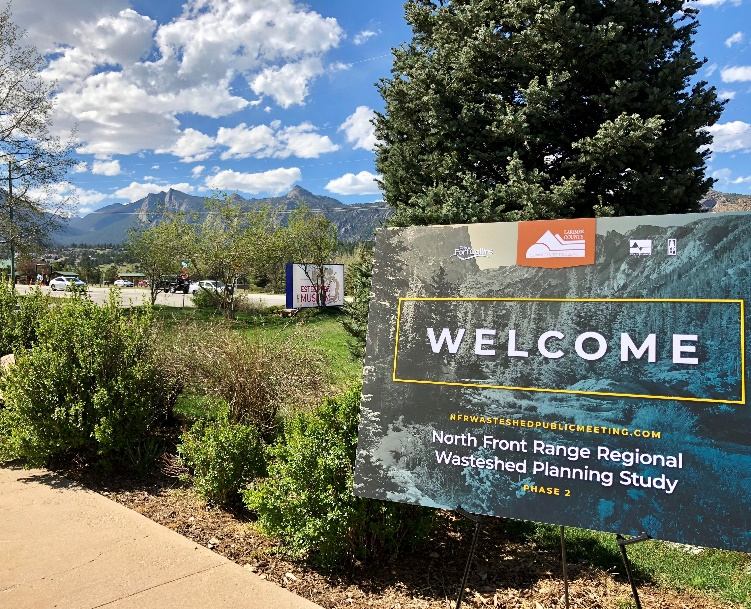 ESTES PARK
MUSEUM
Fort Collins
LARIMER
COUNTY
WELCOME
NFRWASTESHEDPUBLICMEETING.COM
North Front Range Regional
Wasteshed Planning Study
PHASE 2